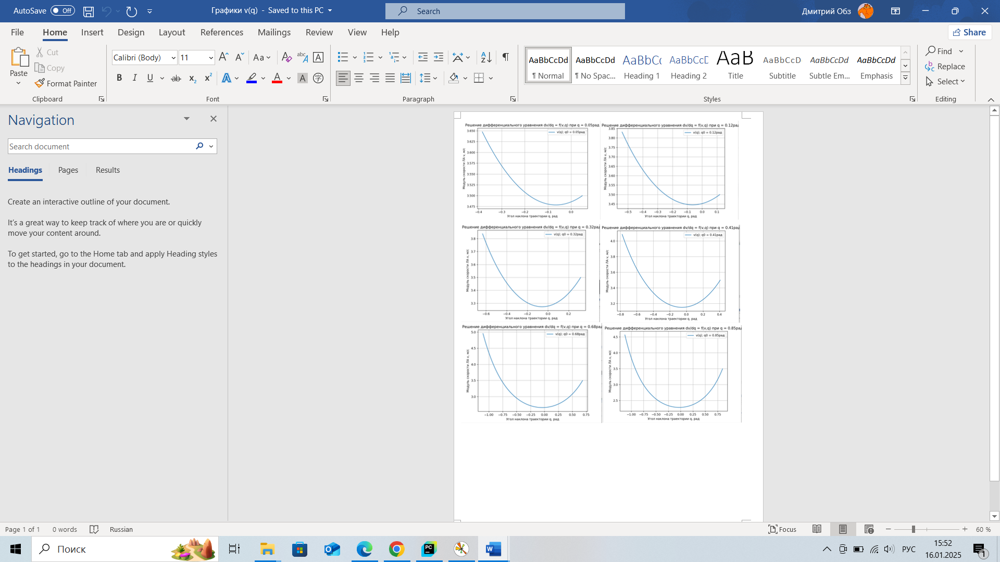 AutoSave Off Графики v(q) - Saved to this PC Search Дмитрий Обз
File Home Insert Design Layout References Mailings Review View Help Share
Paste Cut Copy Format Painter
Calibri (Body) 11
AaBbCcDd AaBbCcDd AaBbCc AaBbCcD AaB AaBbCcD AaBbCcDd AaBbCcDd
¶ Normal ¶ No Spac... Heading 1 Heading 2 Title Subtitle Subtle Em... Emphasis
Find Replace Select
Clipboard Font Paragraph Styles Editing
Navigation
Search document
Headings Pages Results
Create an interactive outline of your document.
It's a great way to keep track of where you are or quickly
move your content around.
To get started, go to the Home tab and apply Heading styles
to the headings in your document.
Решение дифференциального уравнения dv/dq = f(v,q) при q = 0.05рад
v(q); q0 = 0.05рад
Модуль скорости ЛА v, м/с
3.650
3.625
3.600
3.575
3.550
3.525
3.500
3.475
−0.4 −0.3 −0.2 −0.1 0.0
Угол наклона траектории q, рад
Решение дифференциального уравнения dv/dq = f(v,q) при q = 0.12рад
v(q); q0 = 0.12рад
Модуль скорости ЛА v, м/с
3.85
3.80
3.75
3.70
3.65
3.60
3.55
3.50
3.45
−0.5 −0.4 −0.3 −0.2 −0.1 0.0 0.1
Угол наклона траектории q, рад
Решение дифференциального уравнения dv/dq = f(v,q) при q = 0.32рад
v(q); q0 = 0.32рад
Модуль скорости ЛА v, м/с
3.8
3.7
3.6
3.5
3.4
3.3
−0.6 −0.4 −0.2 0.0 0.2
Угол наклона траектории q, рад
Решение дифференциального уравнения dv/dq = f(v,q) при q = 0.41рад
v(q); q0 = 0.41рад
Модуль скорости ЛА v, м/с
4.0
3.8
3.6
3.4
3.2
−0.8 −0.6 −0.4 −0.2 0.0 0.2 0.4
Угол наклона траектории q, рад
Решение дифференциального уравнения dv/dq = f(v,q) при q = 0.68рад
v(q); q0 = 0.68рад
Модуль скорости ЛА v, м/с
5.0
4.5
4.0
3.5
3.0
−1.00 −0.75 −0.50 −0.25 0.00 0.25 0.50 0.75
Угол наклона траектории q, рад
Решение дифференциального уравнения dv/dq = f(v,q) при q = 0.85рад
v(q); q0 = 0.85рад
Модуль скорости ЛА v, м/с
4.5
4.0
3.5
3.0
2.5
−1.00 −0.75 −0.50 −0.25 0.00 0.25 0.50 0.75
Угол наклона траектории q, рад
Page 1 of 1 0 words Russian Focus 60 %
Поиск РУС 15:52
16.01.2025 1